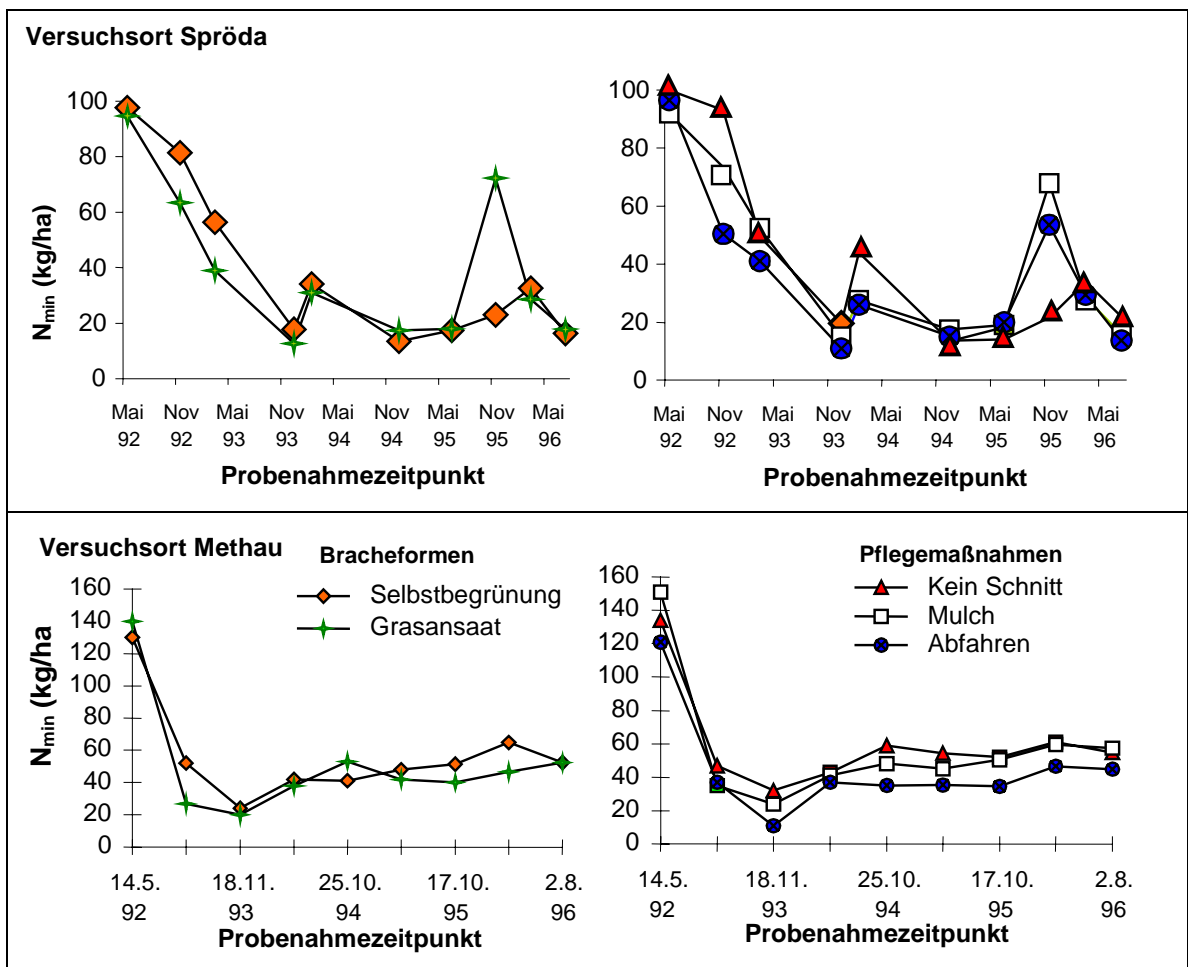 Versuchsort Spröda
N_min (kg/ha)
100
80
60
40
20
0
Mai Nov Mai Nov Mai Nov Mai Nov Mai
92 92 93 93 94 94 95 95 96
Probenahmezeitpunkt
100
80
60
40
20
0
Mai Nov Mai Nov Mai Nov Mai Nov Mai
92 92 93 93 94 94 95 95 96
Probenahmezeitpunkt
Versuchsort Methau
Bracheformen
Selbstbegrünung
Grasansaat
N_min (kg/ha)
160
140
120
100
80
60
40
20
0
14.5. 18.11. 25.10. 17.10. 2.8.
92 93 94 95 96
Probenahmezeitpunkt
Pflegemaßnahmen
Kein Schnitt
Mulch
Abfahren
160
140
120
100
80
60
40
20
0
14.5. 18.11. 25.10. 17.10. 2.8.
92 93 94 95 96
Probenahmezeitpunkt